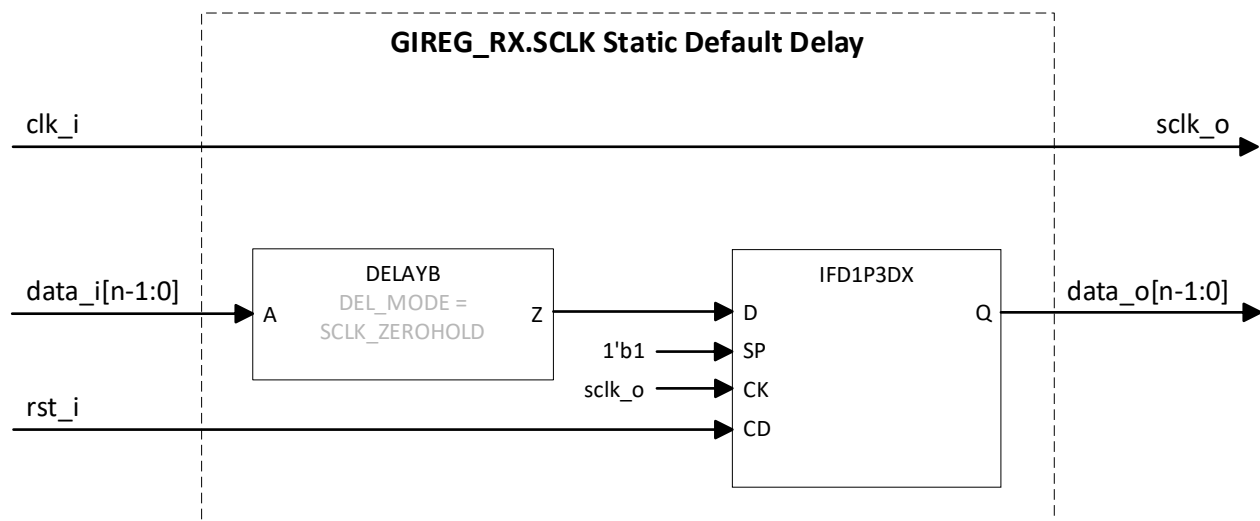 GIREG_RX.SCLK Static Default Delay
clk_i
sclk_o
DELAYB
DEL_MODE =
SCLK_ZEROHOLD
A
Z
data_i[n-1:0]
IFD1P3DX
D
SP
CK
CD
Q
data_o[n-1:0]
1'b1
sclk_o
rst_i